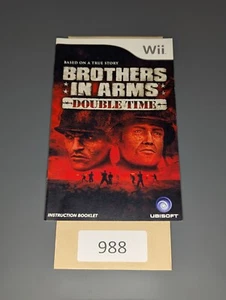 Wii
BASED ON A TRUE STORY
BROTHERS
IN ARMS
DOUBLE TIME
INSTRUCTION BOOKLET
UBISOFT
988